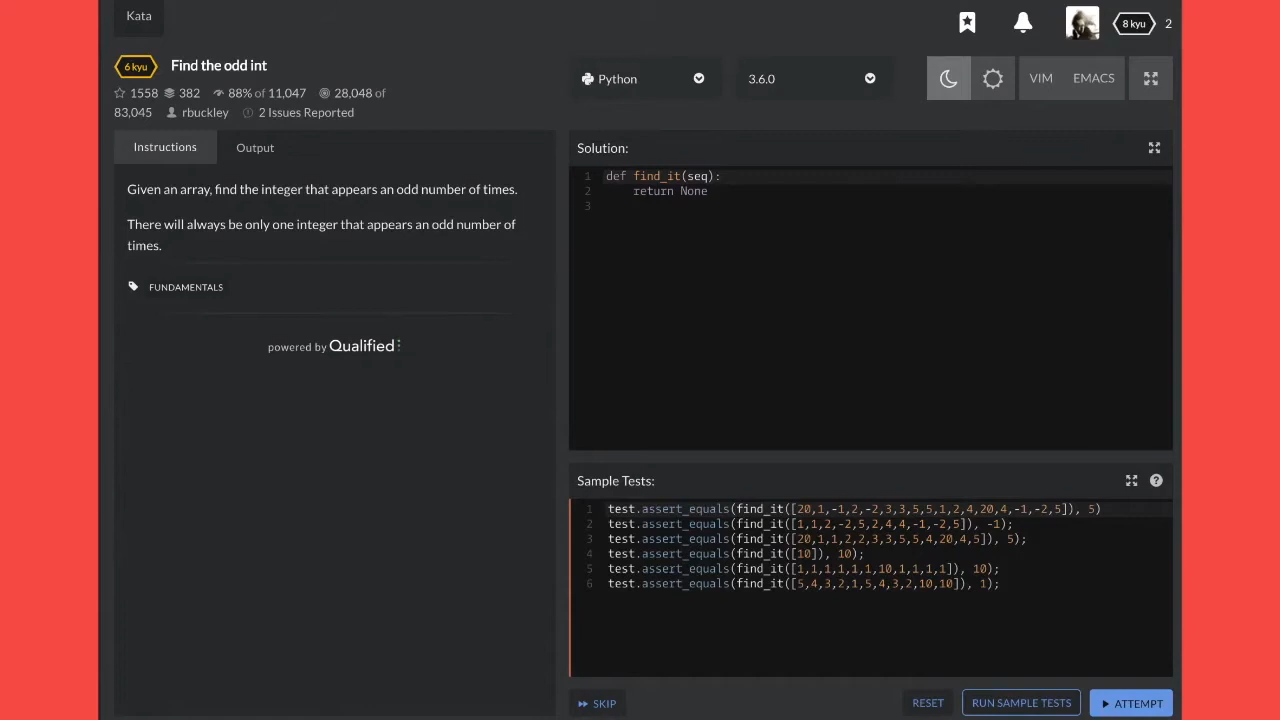 Kata
8 kyu 2
6 kyu Find the odd int
1558 382 88% of 11,047 28,048 of
83,045 rbuckley 2 Issues Reported
Python 3.6.0 VIM EMACS
Instructions Output
Given an array, find the integer that appears an odd number of times.
There will always be only one integer that appears an odd number of
times.
FUNDAMENTALS
powered by Qualified
Solution:
1 def find_it(seq):
2 return None
3
Sample Tests:
1 test.assert_equals(find_it([20,1,-1,2,-2,3,3,5,5,1,2,4,20,4,-1,-2,5]), 5)
2 test.assert_equals(find_it([1,1,2,-2,5,2,4,4,-1,-2,5]), -1);
3 test.assert_equals(find_it([20,1,1,2,2,3,3,5,5,4,20,4,5]), 5);
4 test.assert_equals(find_it([10]), 10);
5 test.assert_equals(find_it([1,1,1,1,1,1,10,1,1,1,1]), 10);
6 test.assert_equals(find_it([5,4,3,2,1,5,4,3,2,10,10]), 1);
SKIP RESET RUN SAMPLE TESTS ATTEMPT